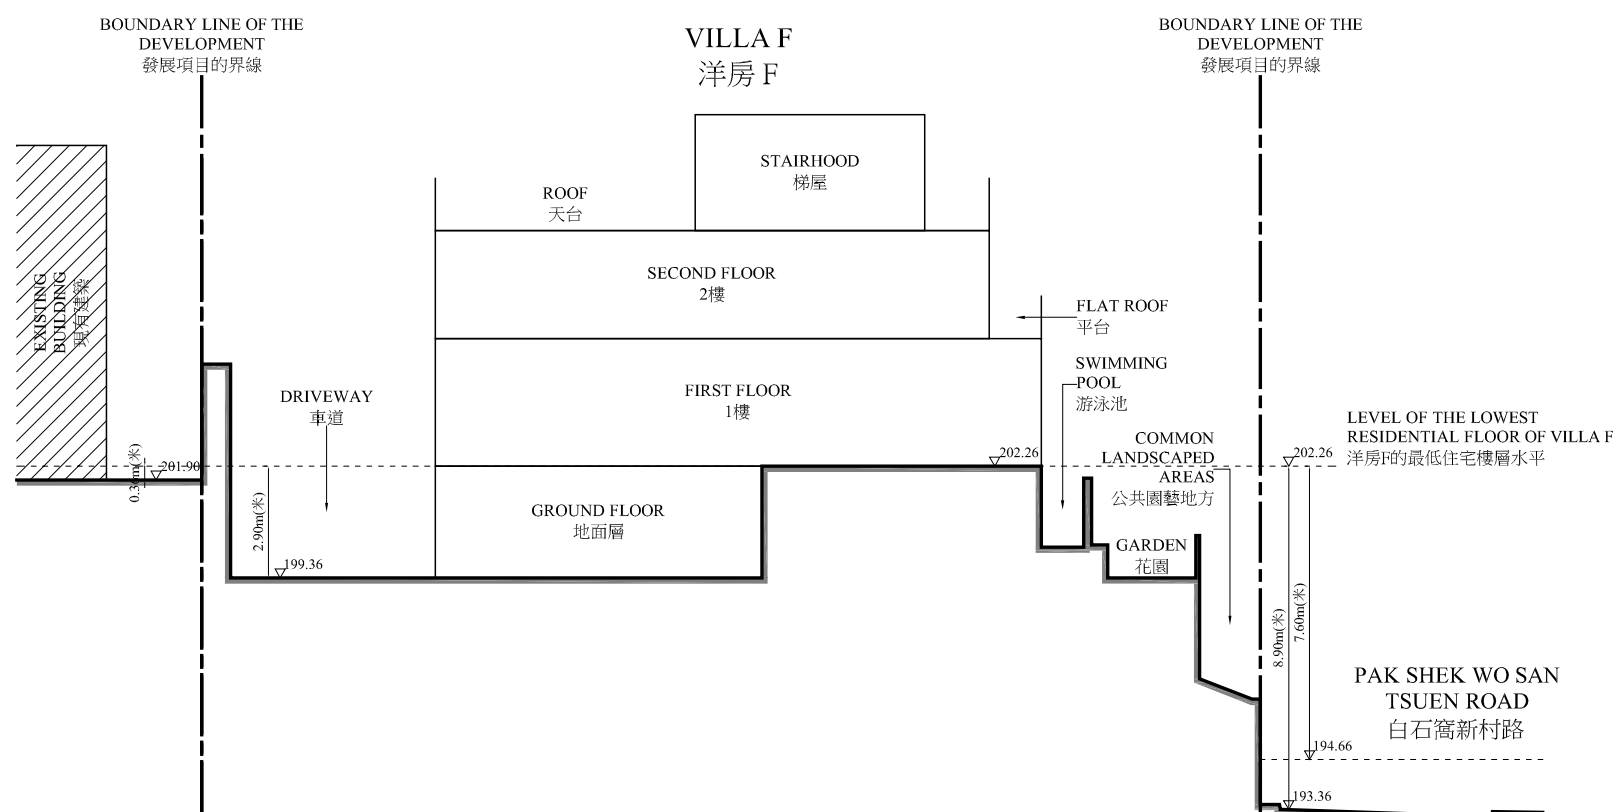 BOUNDARY LINE OF THE
DEVELOPMENT
發展項目的界線
VILLA F
洋房 F
BOUNDARY LINE OF THE
DEVELOPMENT
發展項目的界線
STAIRHOOD
梯屋
ROOF
天台
SECOND FLOOR
2樓
EXISTING
BUILDING
現有建築
FLAT ROOF
平台
SWIMMING
POOL
游泳池
FIRST FLOOR
1樓
DRIVEWAY
車道
COMMON
LANDSCAPED
AREAS
公共園藝地方
LEVEL OF THE LOWEST
RESIDENTIAL FLOOR OF VILLA F
洋房F的最低住宅樓層水平
0.36m(米)
201.90
202.26
202.26
2.90m(米)
199.36
GROUND FLOOR
地面層
GARDEN
花園
8.90m(米)
7.60m(米)
PAK SHEK WO SAN
TSUEN ROAD
白石窩新村路
194.66
193.36